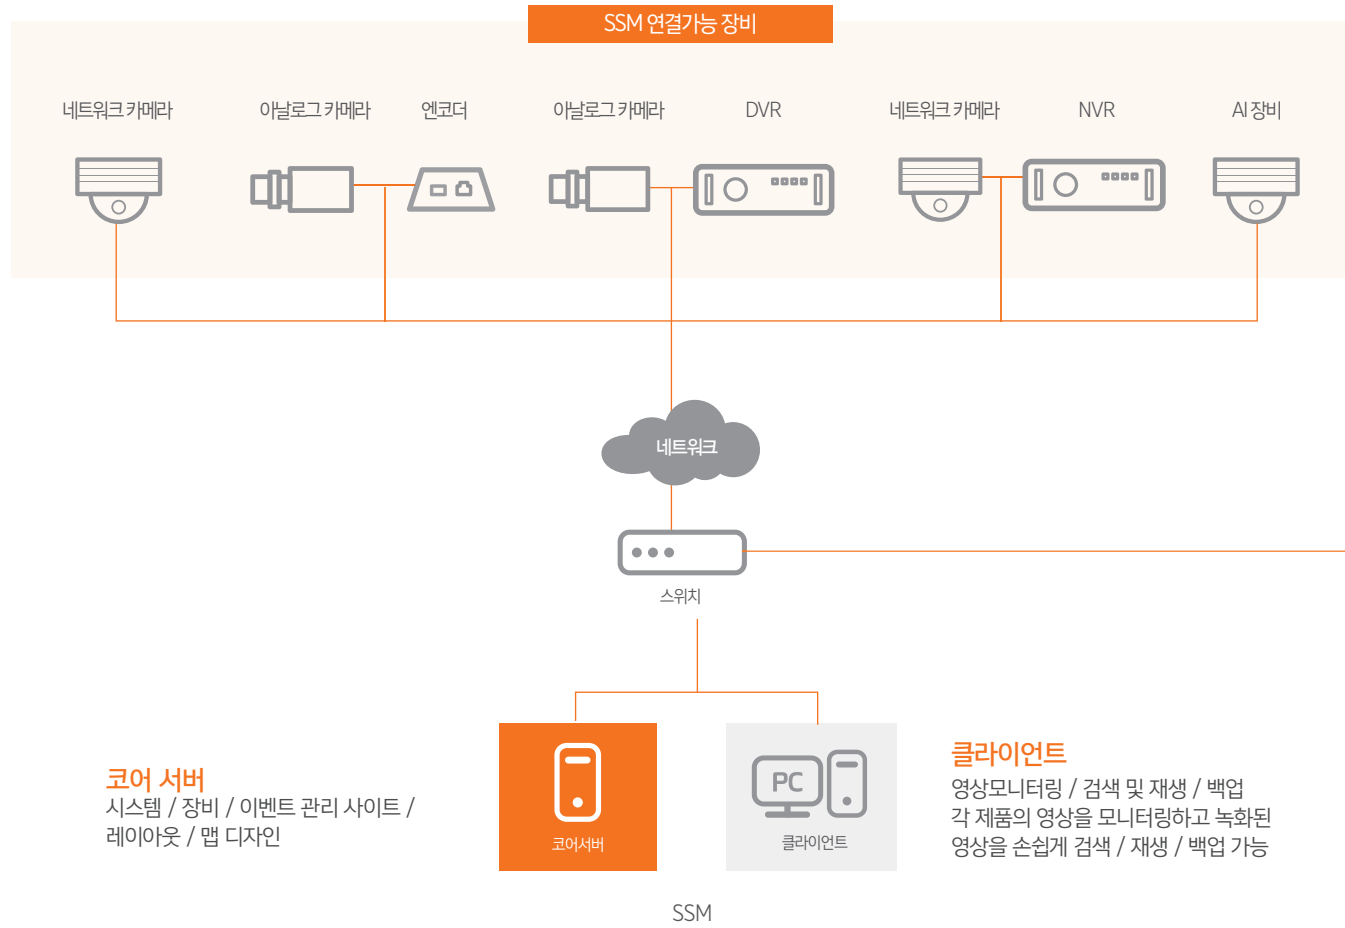 SSM 연결가능 장비
네트워크 카메라
아날로그 카메라
엔코더
아날로그 카메라
DVR
네트워크 카메라
NVR
AI 장비
네트워크
스위치
코어 서버
시스템 / 장비 / 이벤트 관리 사이트 /
레이아웃 / 맵 디자인
코어서버
PC
클라이언트
클라이언트
영상모니터링 / 검색 및 재생 / 백업
각 제품의 영상을 모니터링하고 녹화된
영상을 손쉽게 검색 / 재생 / 백업 가능
SSM